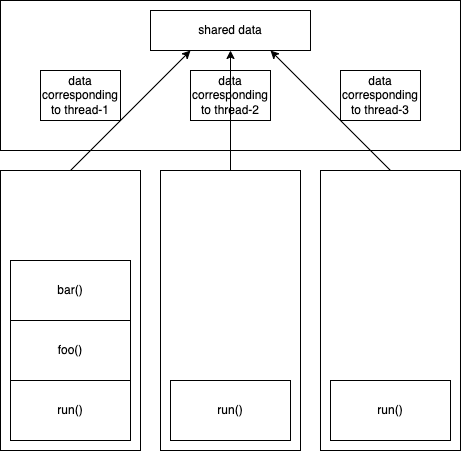 shared data
data
corresponding
to thread-1
data
corresponding
to thread-2
data
corresponding
to thread-3
bar()
foo()
run()
run()
run()